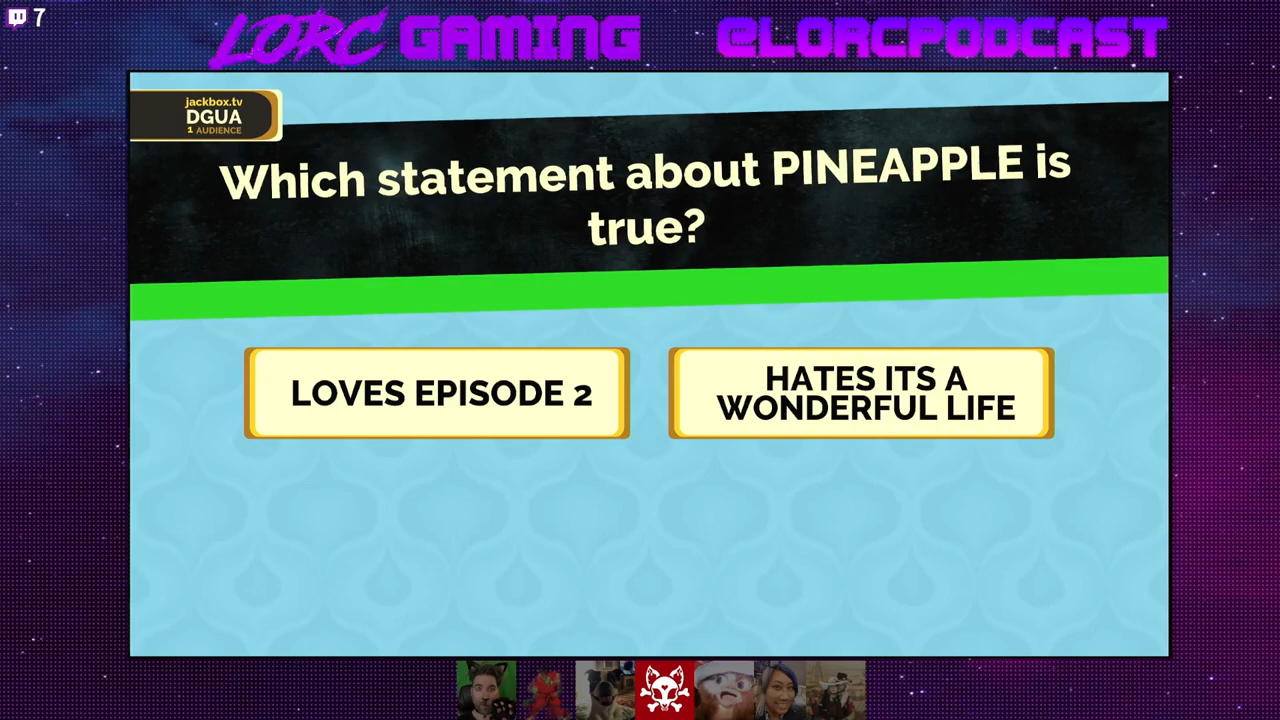 7
LORC GAMING
@LORCPODCAST
jackbox.tv
DGUA
1 AUDIENCE
Which statement about PINEAPPLE is
true?
LOVES EPISODE 2
HATES ITS A
WONDERFUL LIFE